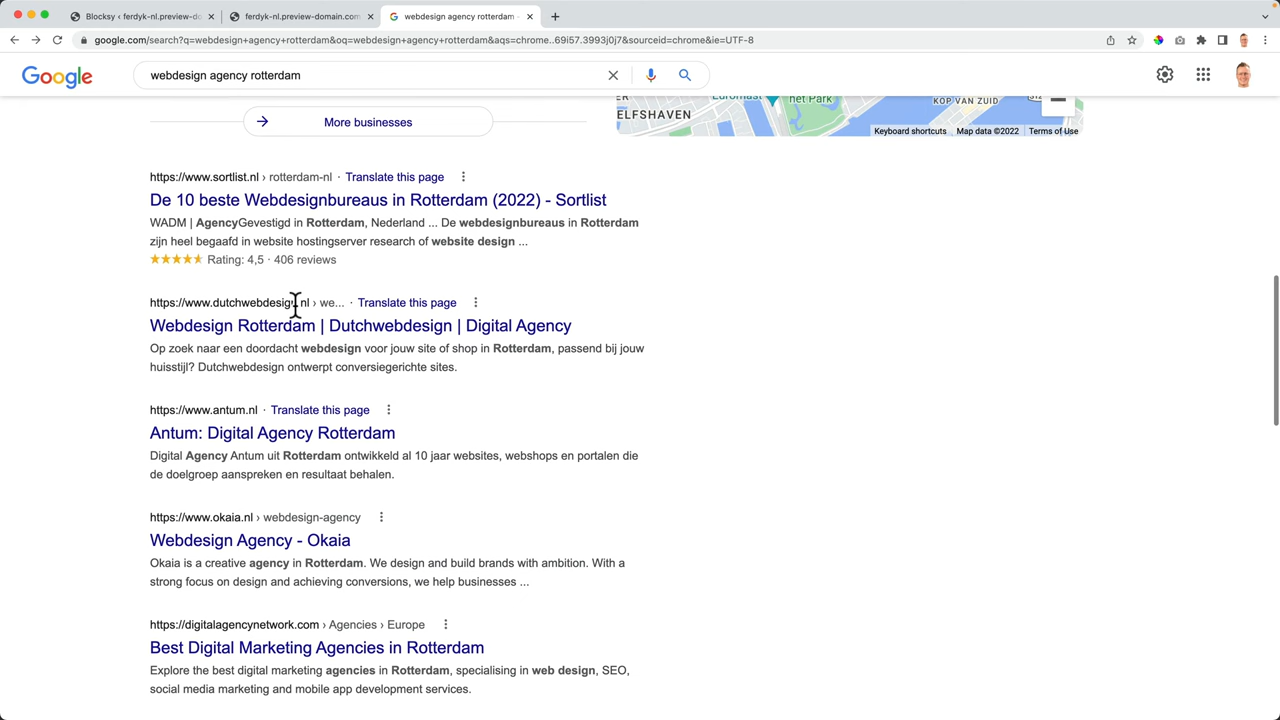 Blocksy ‹ ferdyk-nl.preview-do
ferdyk-nl.preview-domain.com
webdesign agency rotterdam -
google.com/search?q=webdesign+agency+rotterdam&oq=webdesign+agency+rotterdam&aqs=chrome..69i57.3993j0j7&sourceid=chrome&ie=UTF-8
Google
webdesign agency rotterdam
ELFSHAVEN
Euromast
het Park
KOP VAN ZUID
Keyboard shortcuts Map data ©2022 Terms of Use
More businesses
https://www.sortlist.nl › rotterdam-nl · Translate this page
De 10 beste Webdesignbureaus in Rotterdam (2022) - Sortlist
WADM | AgencyGevestigd in Rotterdam, Nederland ... De webdesignbureaus in Rotterdam
zijn heel begaafd in website hostingserver research of website design ...
Rating: 4,5 · 406 reviews
https://www.dutchwebdesign.nl › we... · Translate this page
Webdesign Rotterdam | Dutchwebdesign | Digital Agency
Op zoek naar een doordacht webdesign voor jouw site of shop in Rotterdam, passend bij jouw
huisstijl? Dutchwebdesign ontwerpt conversiegerichte sites.
https://www.antum.nl · Translate this page
Antum: Digital Agency Rotterdam
Digital Agency Antum uit Rotterdam ontwikkeld al 10 jaar websites, webshops en portalen die
de doelgroep aanspreken en resultaat behalen.
https://www.okaia.nl › webdesign-agency
Webdesign Agency - Okaia
Okaia is a creative agency in Rotterdam. We design and build brands with ambition. With a
strong focus on design and achieving conversions, we help businesses ...
https://digitalagencynetwork.com › Agencies › Europe
Best Digital Marketing Agencies in Rotterdam
Explore the best digital marketing agencies in Rotterdam, specialising in web design, SEO,
social media marketing and mobile app development services.